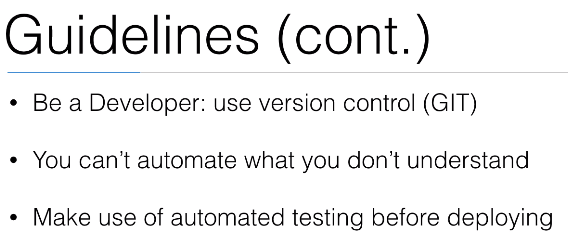 Guidelines (cont.)
• Be a Developer: use version control (GIT)
• You can’t automate what you don’t understand
• Make use of automated testing before deploying